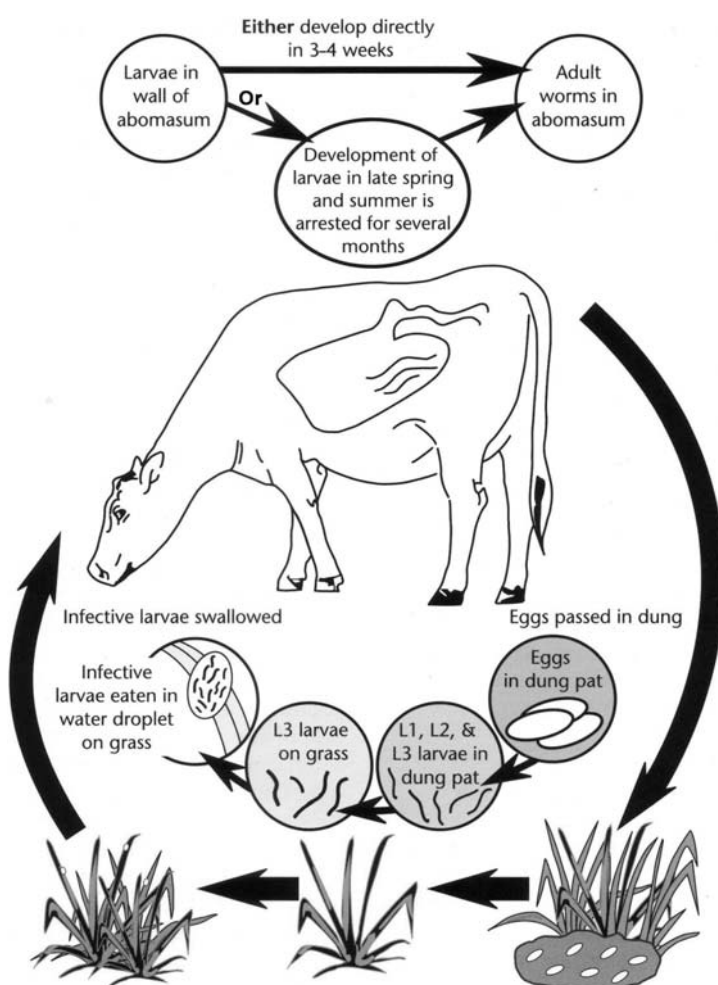 Either develop directly
in 3-4 weeks
Larvae in
wall of
abomasum
Or
Adult
worms in
abomasum
Development of
larvae in late spring
and summer is
arrested for several
months
Infective larvae swallowed
Eggs passed in dung
Infective
larvae eaten in
water droplet
on grass
L3 larvae
on grass
L1, L2, &
L3 larvae in
dung pat
Eggs
in dung pat